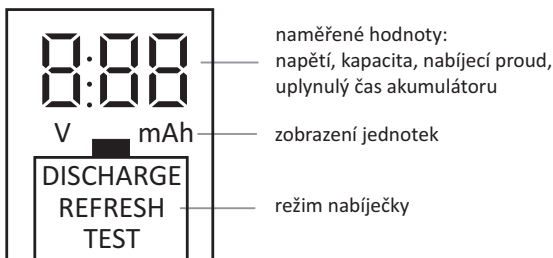 8:88
naměřené hodnoty:
napětí, kapacita, nabíjecí proud,
uplynulý čas akumulátoru
V mAh
zobrazení jednotek
DISCHARGE
REFRESH
TEST
režim nabíječky